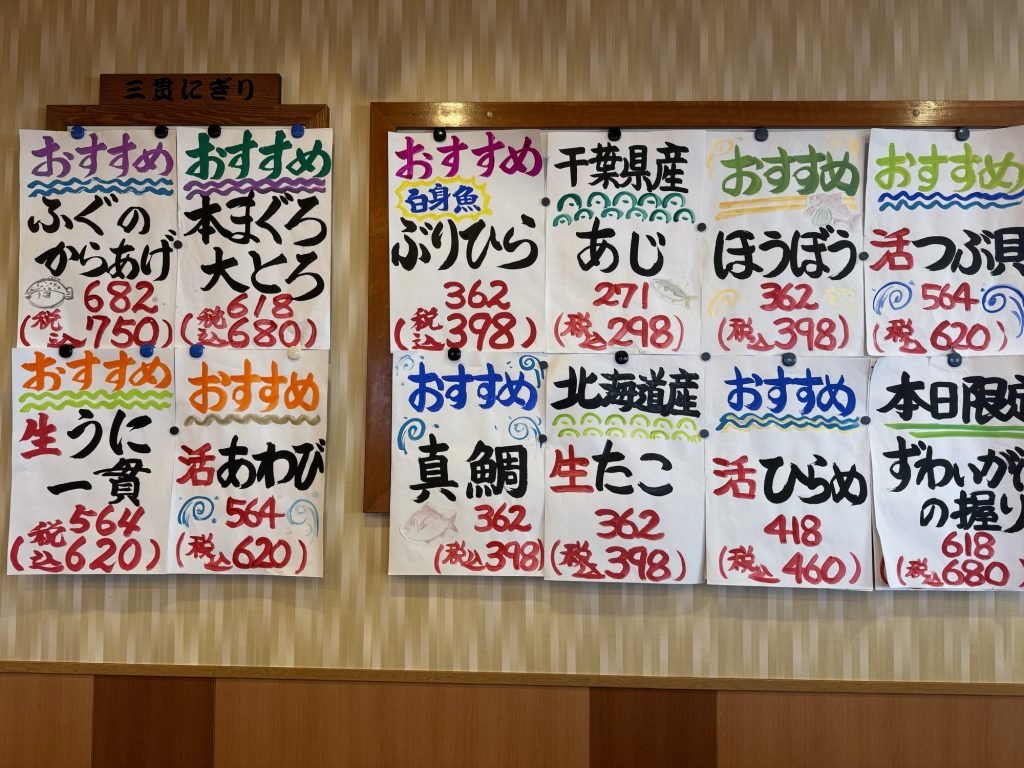 三貫にぎり
おすすめ
ふぐの
からあげ
682
(税込750)
おすすめ
本まぐろ
大とろ
618
(税込680)
おすすめ
生うに
一貫
564
(税込620)
おすすめ
活あわび
564
(税込620)
おすすめ
白身魚
ぶりひら
362
(税込398)
千葉県産
あじ
271
(税込298)
おすすめ
ほうぼう
362
(税込398)
おすすめ
活つぶ貝
564
(税込620)
おすすめ
真鯛
362
(税込398)
北海道産
生たこ
362
(税込398)
おすすめ
活ひらめ
418
(税込460)
本日限定
ずわいがに
の握り
618
(税込680)